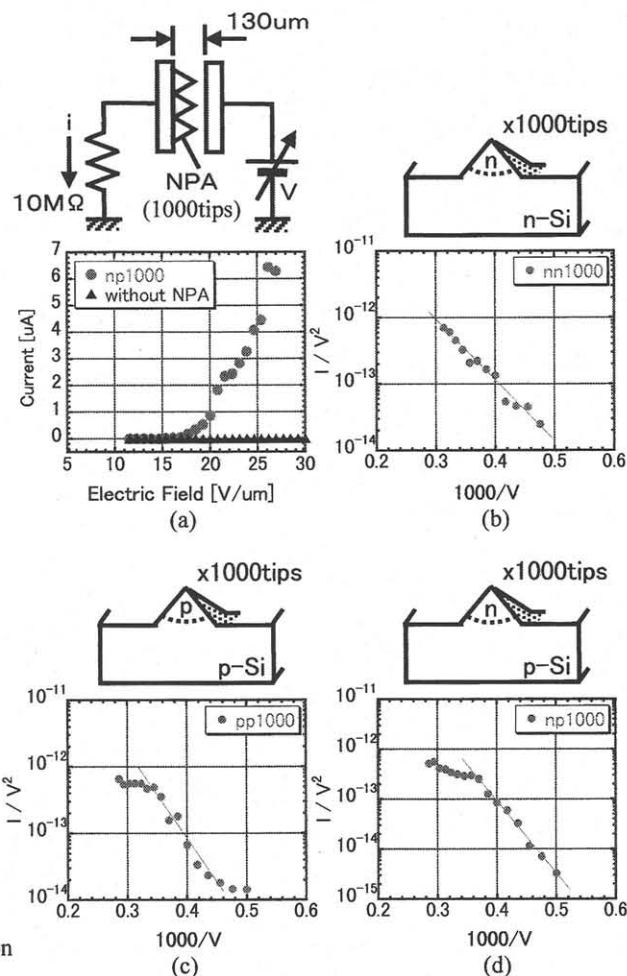 130um
i
10MΩ
NPA
(1000tips)
V
7
6
5
4
3
2
1
0
Current [uA]
np1000
without NPA
5 10 15 20 25 30
Electric Field [V/um]
(a)
x1000tips
n
n-Si
10⁻¹¹
10⁻¹²
10⁻¹³
10⁻¹⁴
I / V²
nn1000
0.2 0.3 0.4 0.5 0.6
1000/V
(b)
x1000tips
p
p-Si
10⁻¹¹
10⁻¹²
10⁻¹³
10⁻¹⁴
I / V²
pp1000
0.2 0.3 0.4 0.5 0.6
1000/V
(c)
x1000tips
n
p-Si
10⁻¹¹
10⁻¹²
10⁻¹³
10⁻¹⁴
10⁻¹⁵
I / V²
np1000
0.2 0.3 0.4 0.5 0.6
1000/V
(d)
on